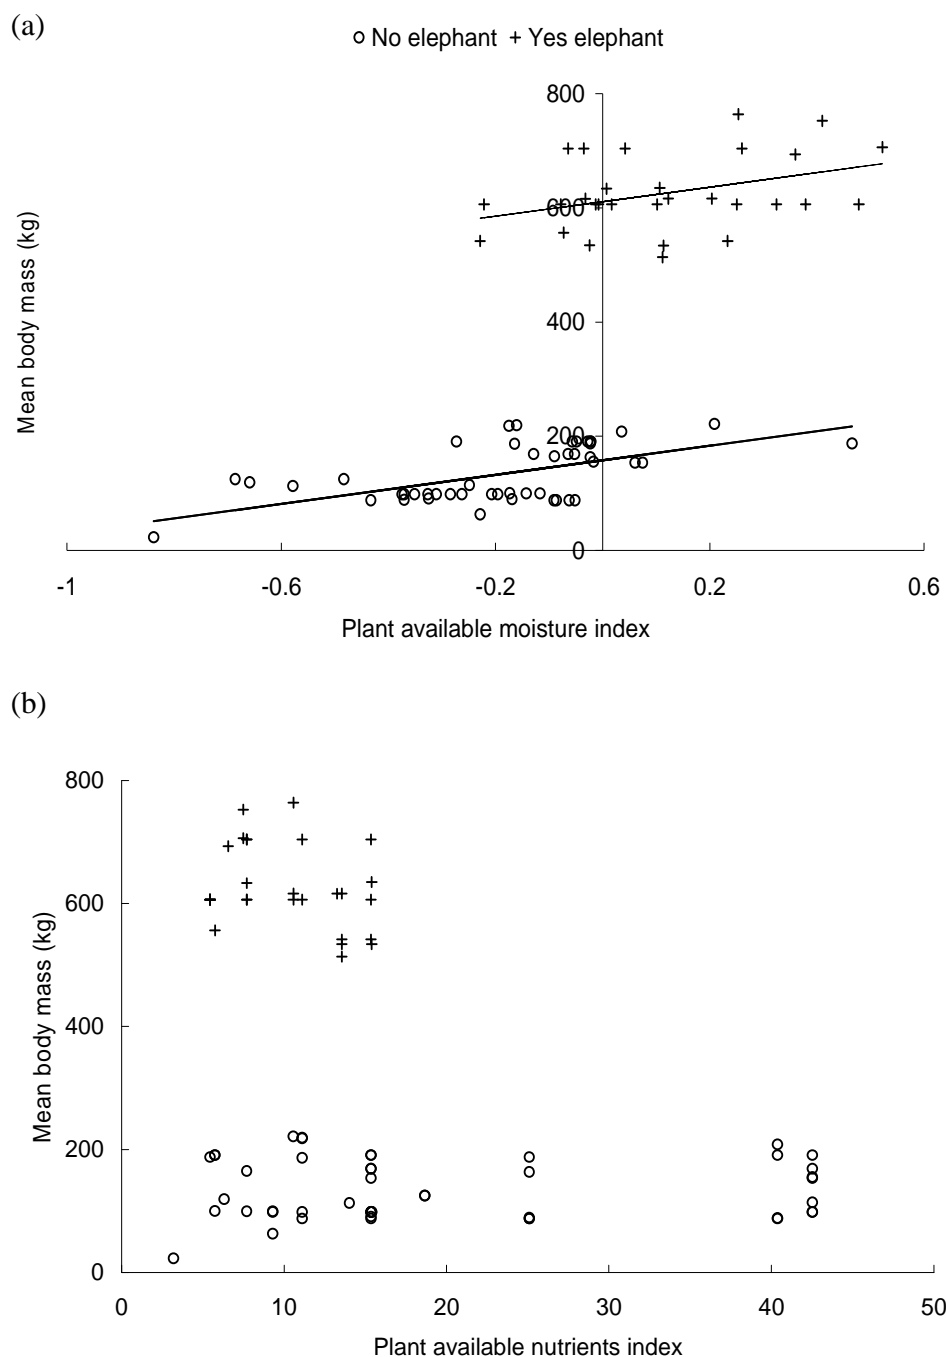 (a)
o No elephant + Yes elephant
800
600
400
200
0
-1 -0.6 -0.2 0.2 0.6
Mean body mass (kg)
Plant available moisture index
(b)
800
600
400
200
0
0 10 20 30 40 50
Mean body mass (kg)
Plant available nutrients index